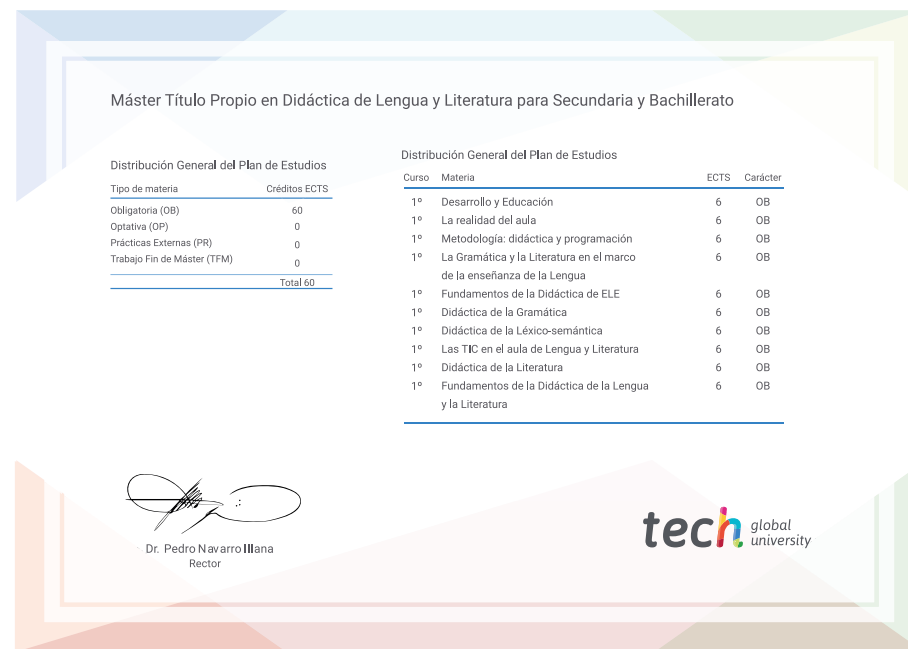 Máster Título Propio en Didáctica de Lengua y Literatura para Secundaria y Bachillerato
Distribución General del Plan de Estudios
Tipo de materia Créditos ECTS
Obligatoria (OB) 60
Optativa (OP) 0
Prácticas Externas (PR) 0
Trabajo Fin de Máster (TFM) 0
Total 60
Distribución General del Plan de Estudios
Curso Materia ECTS Carácter
1º Desarrollo y Educación 6 OB
1º La realidad del aula 6 OB
1º Metodología: didáctica y programación 6 OB
1º La Gramática y la Literatura en el marco 6 OB
de la enseñanza de la Lengua
1º Fundamentos de la Didáctica de ELE 6 OB
1º Didáctica de la Gramática 6 OB
1º Didáctica de la Léxico-semántica 6 OB
1º Las TIC en el aula de Lengua y Literatura 6 OB
1º Didáctica de la Literatura 6 OB
1º Fundamentos de la Didáctica de la Lengua 6 OB
y la Literatura
Dr. Pedro Navarro Illana
Rector
tech global
university